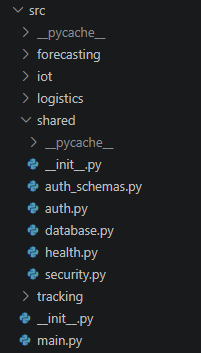 src
__pycache__
forecasting
iot
logistics
shared
__pycache__
__init__.py
auth_schemas.py
auth.py
database.py
health.py
security.py
tracking
__init__.py
main.py